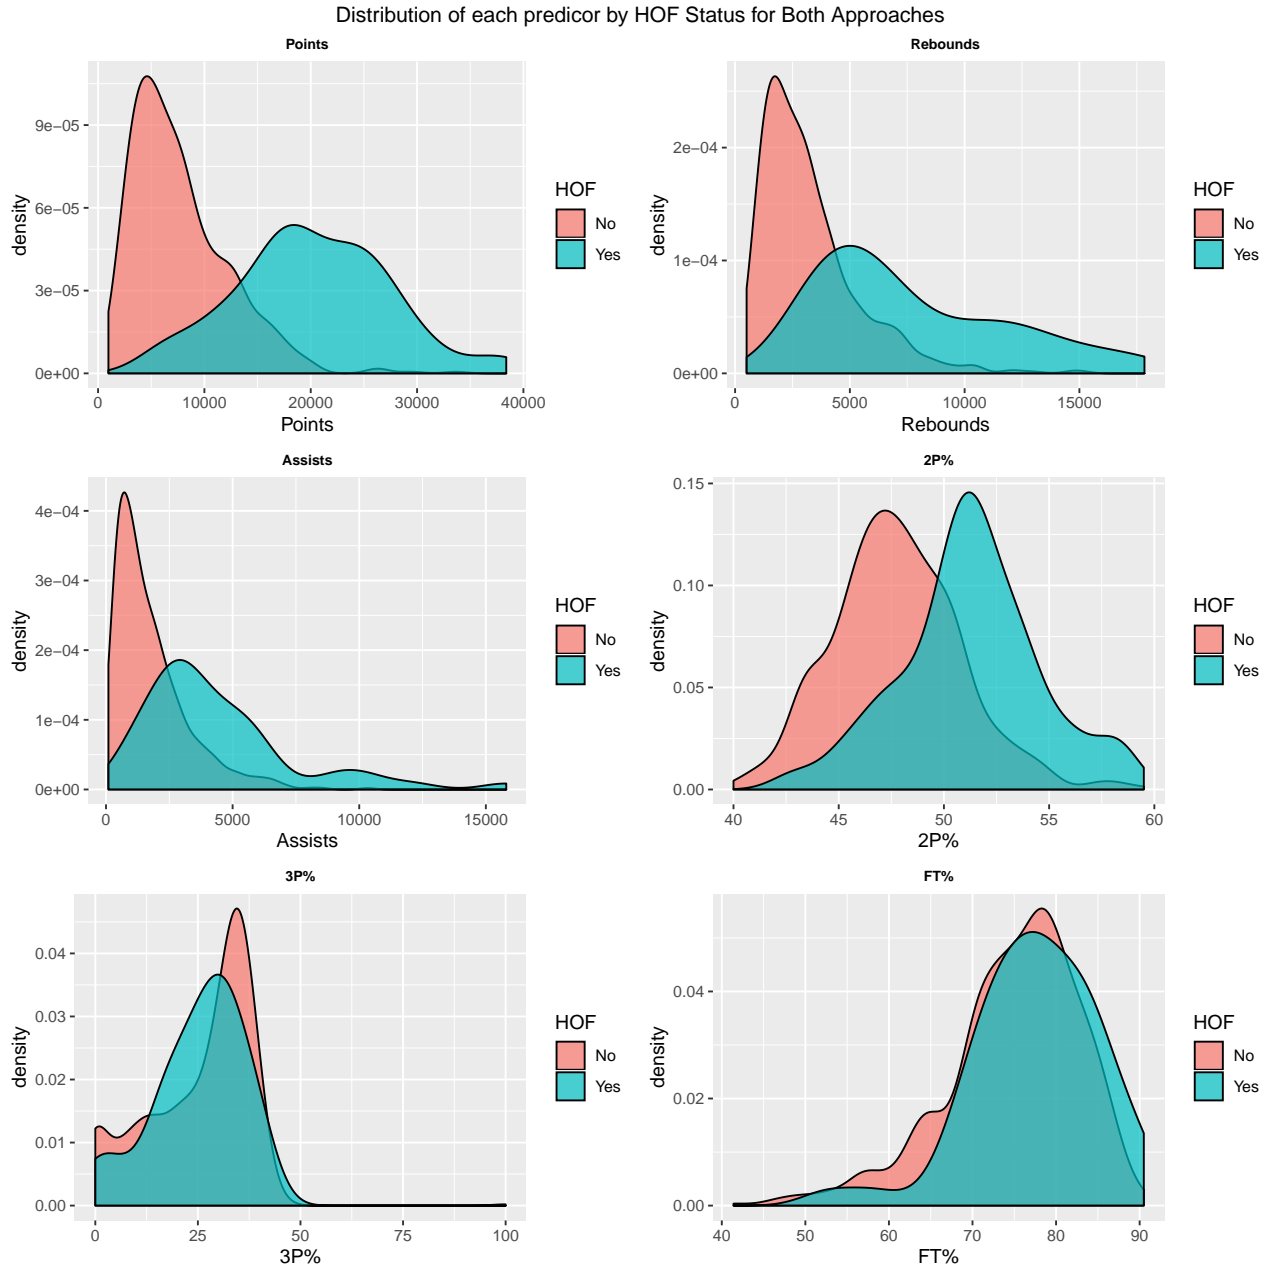 Distribution of each predicor by HOF Status for Both Approaches
Points
9e−05
6e−05
3e−05
0e+00
density
0 10000 20000 30000 40000
Points
HOF
No
Yes
Rebounds
2e−04
1e−04
0e+00
density
0 5000 10000 15000
Rebounds
HOF
No
Yes
Assists
4e−04
3e−04
2e−04
1e−04
0e+00
density
0 5000 10000 15000
Assists
HOF
No
Yes
2P%
0.15
0.10
0.05
0.00
density
40 45 50 55 60
2P%
HOF
No
Yes
3P%
0.04
0.03
0.02
0.01
0.00
density
0 25 50 75 100
3P%
HOF
No
Yes
FT%
0.04
0.02
0.00
density
40 50 60 70 80 90
FT%
HOF
No
Yes